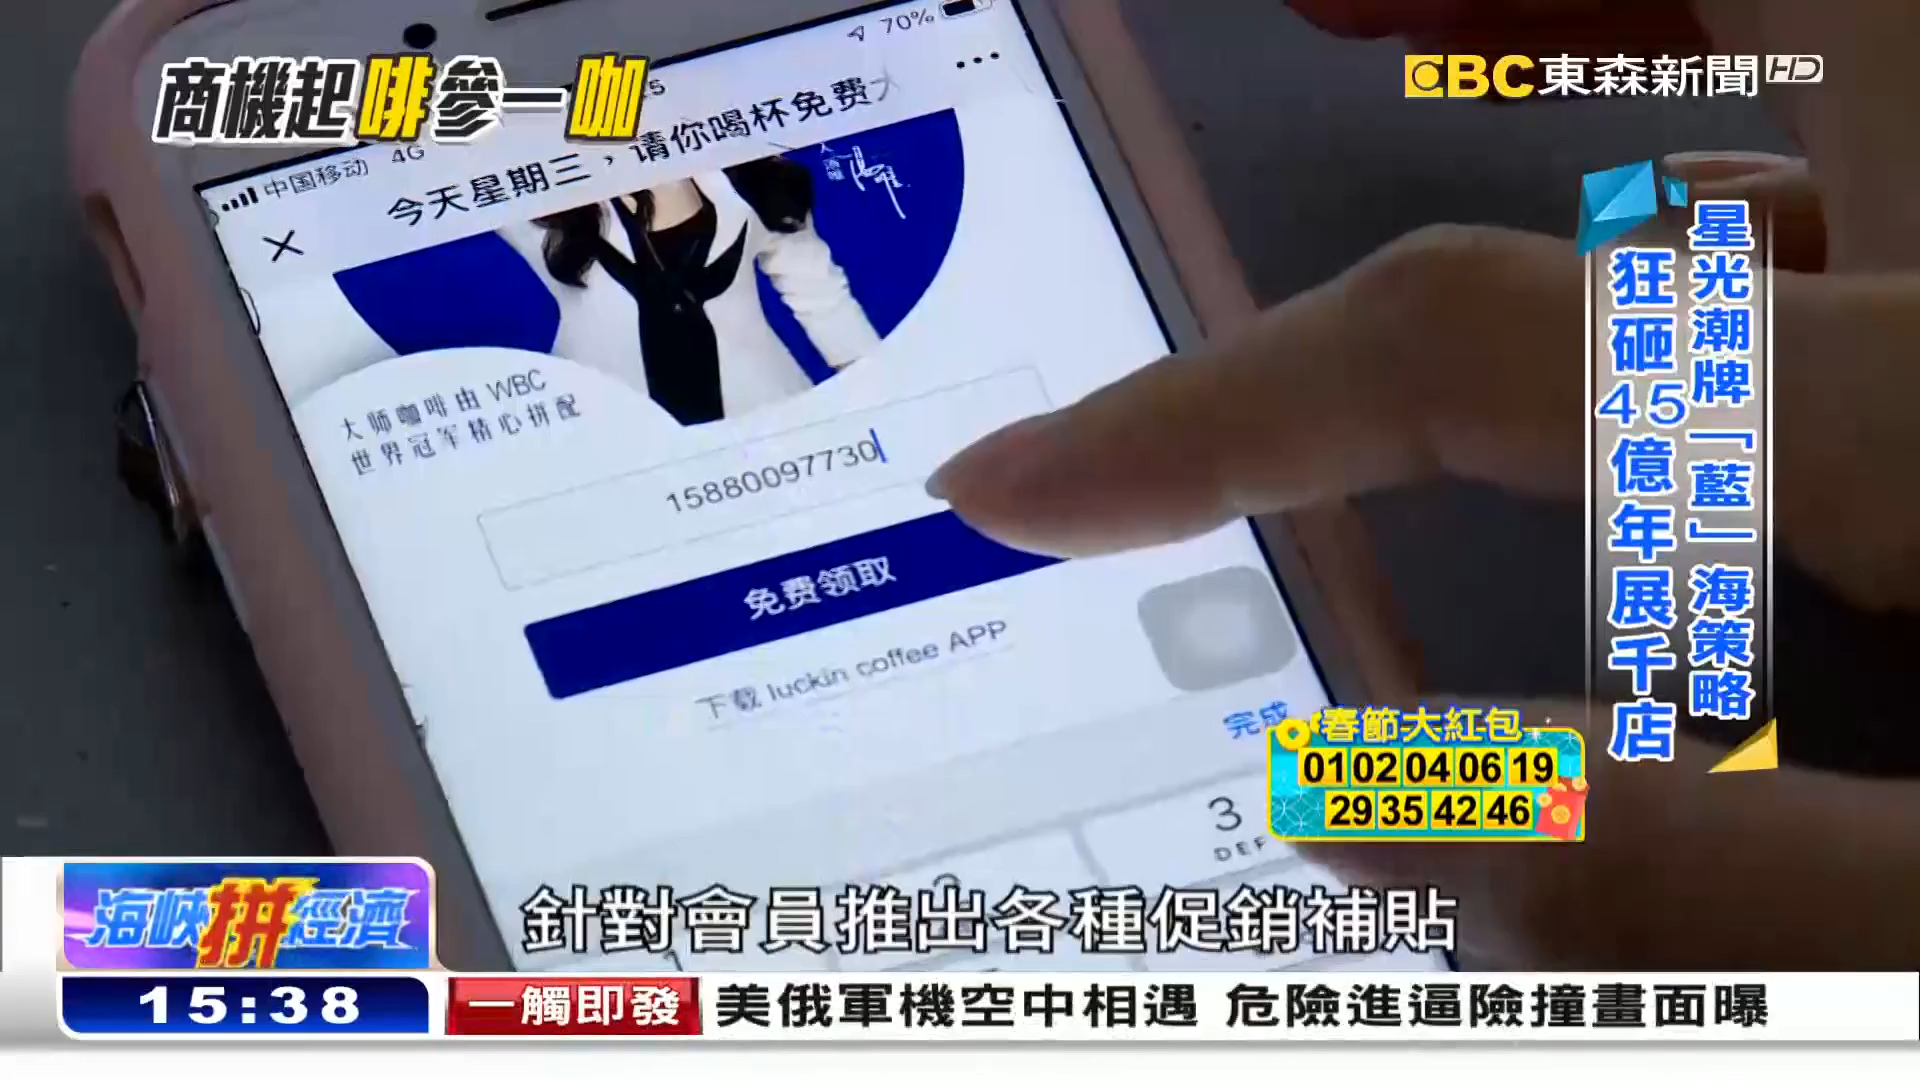 商機起啡參一咖
EBC東森新聞HD
70%
中国移动 4G
今天星期三，请你喝杯免费大
大师咖啡由 WBC
世界冠军精心拼配
15880097730
免费领取
下载 luckin coffee APP
完成
3
DEF
星光潮牌「藍」海策略
狂砸45億年展千店
春節大紅包
01 02 04 06 19
29 35 42 46
針對會員推出各種促銷補貼
海峽拼經濟
15:38
一觸即發
美俄軍機空中相遇 危險進逼險撞畫面曝